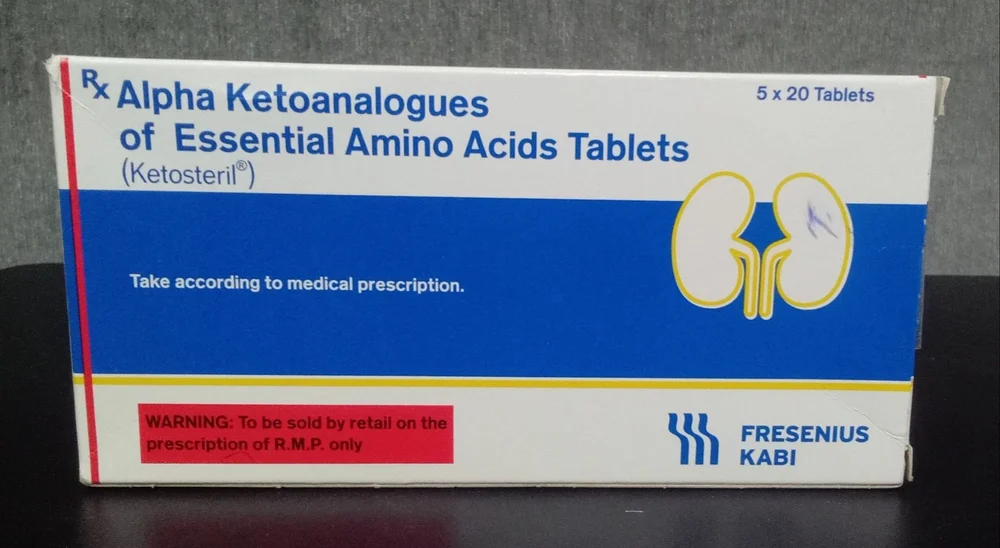 Rx Alpha Ketoanalogues
of Essential Amino Acids Tablets
(Ketosteril®)
5 x 20 Tablets
Take according to medical prescription.
WARNING: To be sold by retail on the
prescription of R.M.P. only
FRESENIUS
KABI